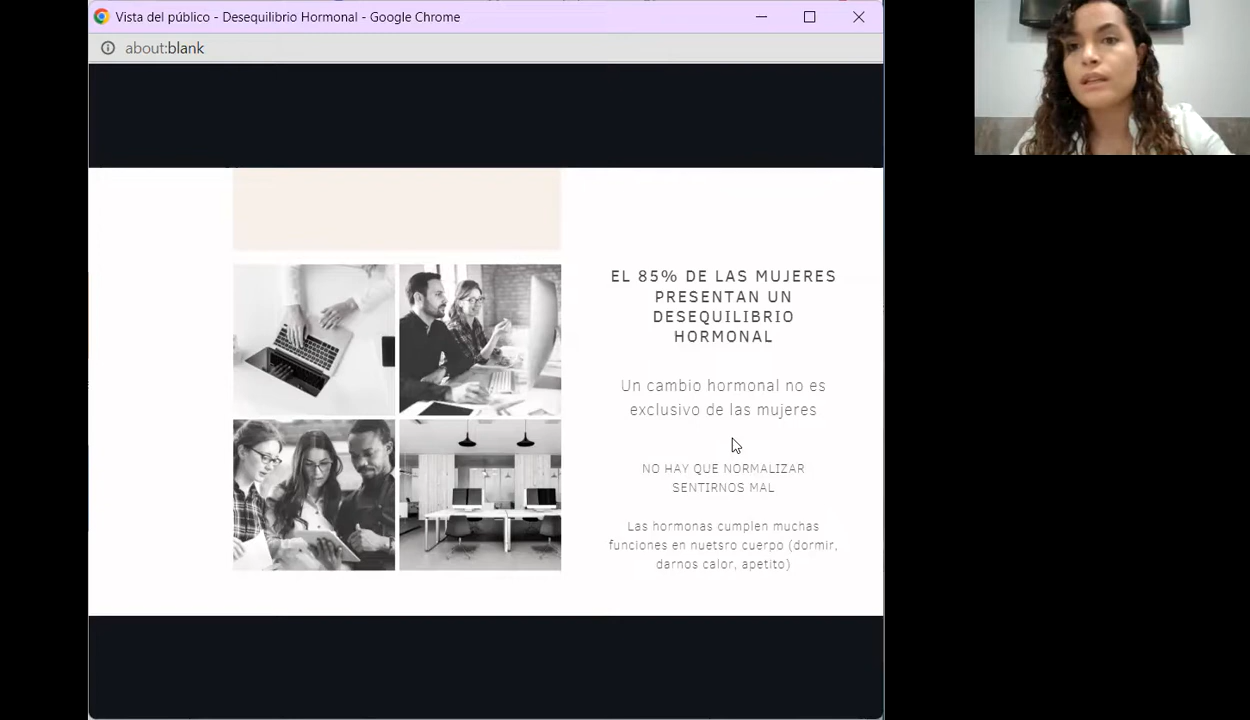 Vista del público - Desequilibrio Hormonal - Google Chrome
about:blank
EL 85% DE LAS MUJERES
PRESENTAN UN
DESEQUILIBRIO
HORMONAL
Un cambio hormonal no es
exclusivo de las mujeres
NO HAY QUE NORMALIZAR
SENTIRNOS MAL
Las hormonas cumplen muchas
funciones en nuetsro cuerpo (dormir,
darnos calor, apetito)